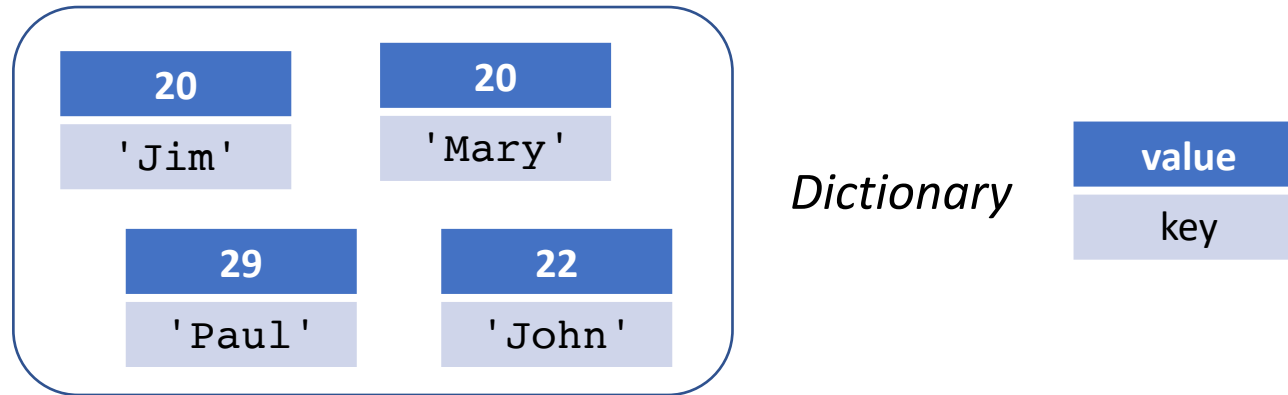 20
'Jim'
20
'Mary'
29
'Paul'
22
'John'
Dictionary
value
key